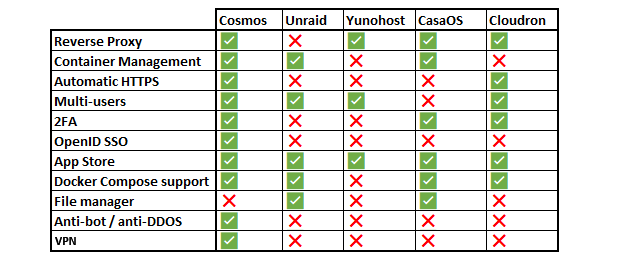 Cosmos Unraid Yunohost CasaOS Cloudron
Reverse Proxy ✅ ❌ ✅ ✅ ✅
Container Management ✅ ✅ ❌ ✅ ❌
Automatic HTTPS ✅ ❌ ❌ ❌ ✅
Multi-users ✅ ✅ ✅ ❌ ✅
2FA ✅ ❌ ❌ ✅ ✅
OpenID SSO ✅ ❌ ❌ ❌ ❌
App Store ✅ ✅ ✅ ✅ ✅
Docker Compose support ✅ ✅ ❌ ✅ ✅
File manager ❌ ✅ ❌ ✅ ❌
Anti-bot / anti-DDOS ✅ ❌ ❌ ❌ ❌
VPN ✅ ❌ ❌ ❌ ❌